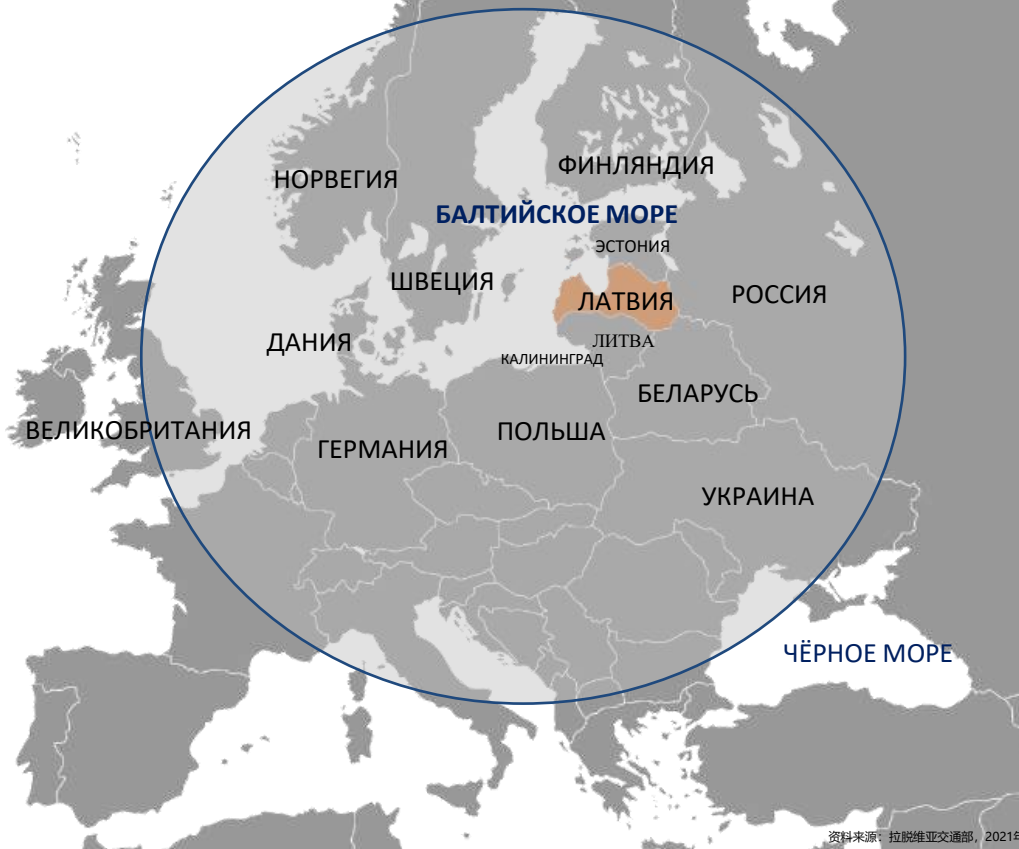 ФИНЛЯНДИЯ
НОРВЕГИЯ
БАЛТИЙСКОЕ МОРЕ
ЭСТОНИЯ
ШВЕЦИЯ
ЛАТВИЯ
РОССИЯ
ДАНИЯ
ЛИТВА
КАЛИНИНГРАД
БЕЛАРУСЬ
ВЕЛИКОБРИТАНИЯ
ПОЛЬША
ГЕРМАНИЯ
УКРАИНА
ЧЁРНОЕ МОРЕ
资料来源：拉脱维亚交通部，2021年